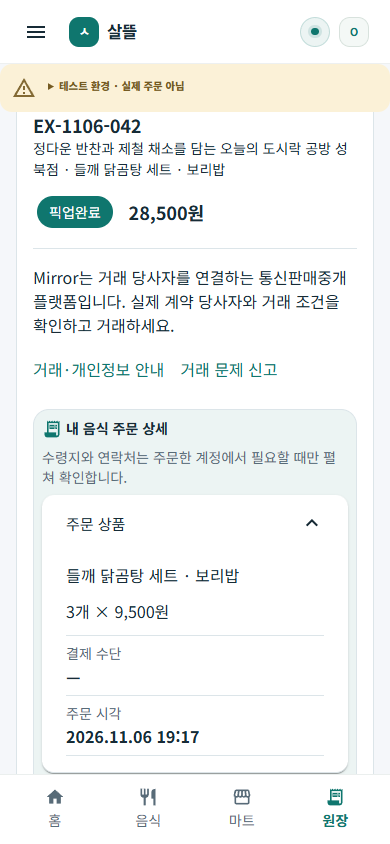 살뜰
O
테스트 환경 · 실제 주문 아님
EX-1106-042
정다운 반찬과 제철 채소를 담는 오늘의 도시락 공방 성
북점 · 들깨 닭곰탕 세트 · 보리밥
픽업완료 28,500원
Mirror는 거래 당사자를 연결하는 통신판매중개
플랫폼입니다. 실제 계약 당사자와 거래 조건을
확인하고 거래하세요.
거래·개인정보 안내 거래 문제 신고
내 음식 주문 상세
수령지와 연락처는 주문한 계정에서 필요할 때만 펼
쳐 확인합니다.
주문 상품
들깨 닭곰탕 세트 · 보리밥
3개 × 9,500원
결제 수단
—
주문 시각
2026.11.06 19:17
홈 음식 마트 원장